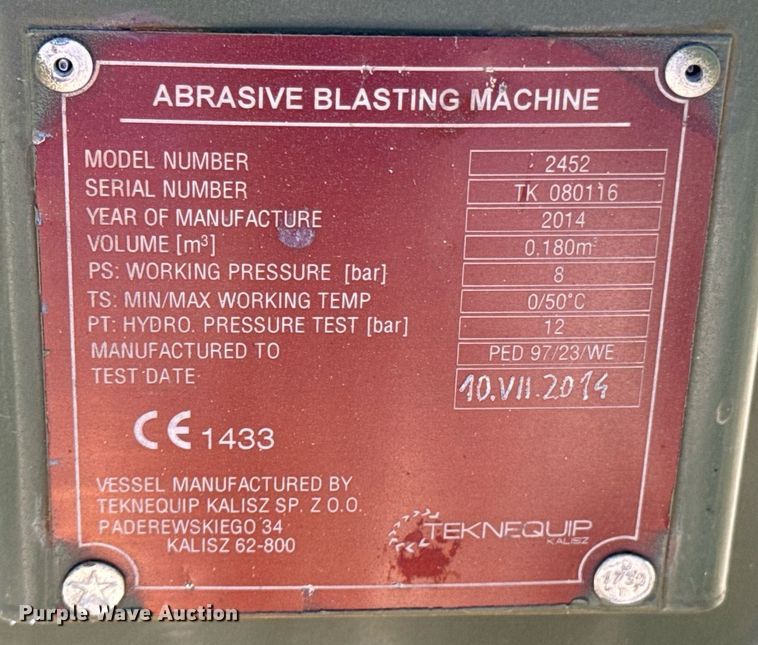 ABRASIVE BLASTING MACHINE
MODEL NUMBER 2452
SERIAL NUMBER TK 080116
YEAR OF MANUFACTURE 2014
VOLUME [m³] 0,180m³
PS: WORKING PRESSURE [bar] 8
TS: MIN/MAX WORKING TEMP 0/50°C
PT: HYDRO. PRESSURE TEST [bar] 12
MANUFACTURED TO PED 97/23/WE
TEST DATE 10.VII.2014
CE 1433
VESSEL MANUFACTURED BY
TEKNEQUIP KALISZ SP. Z O.O.
PADEREWSKIEGO 34
KALISZ 62-800
TEKNEQUIP
KALISZ
Purple Wave Auction